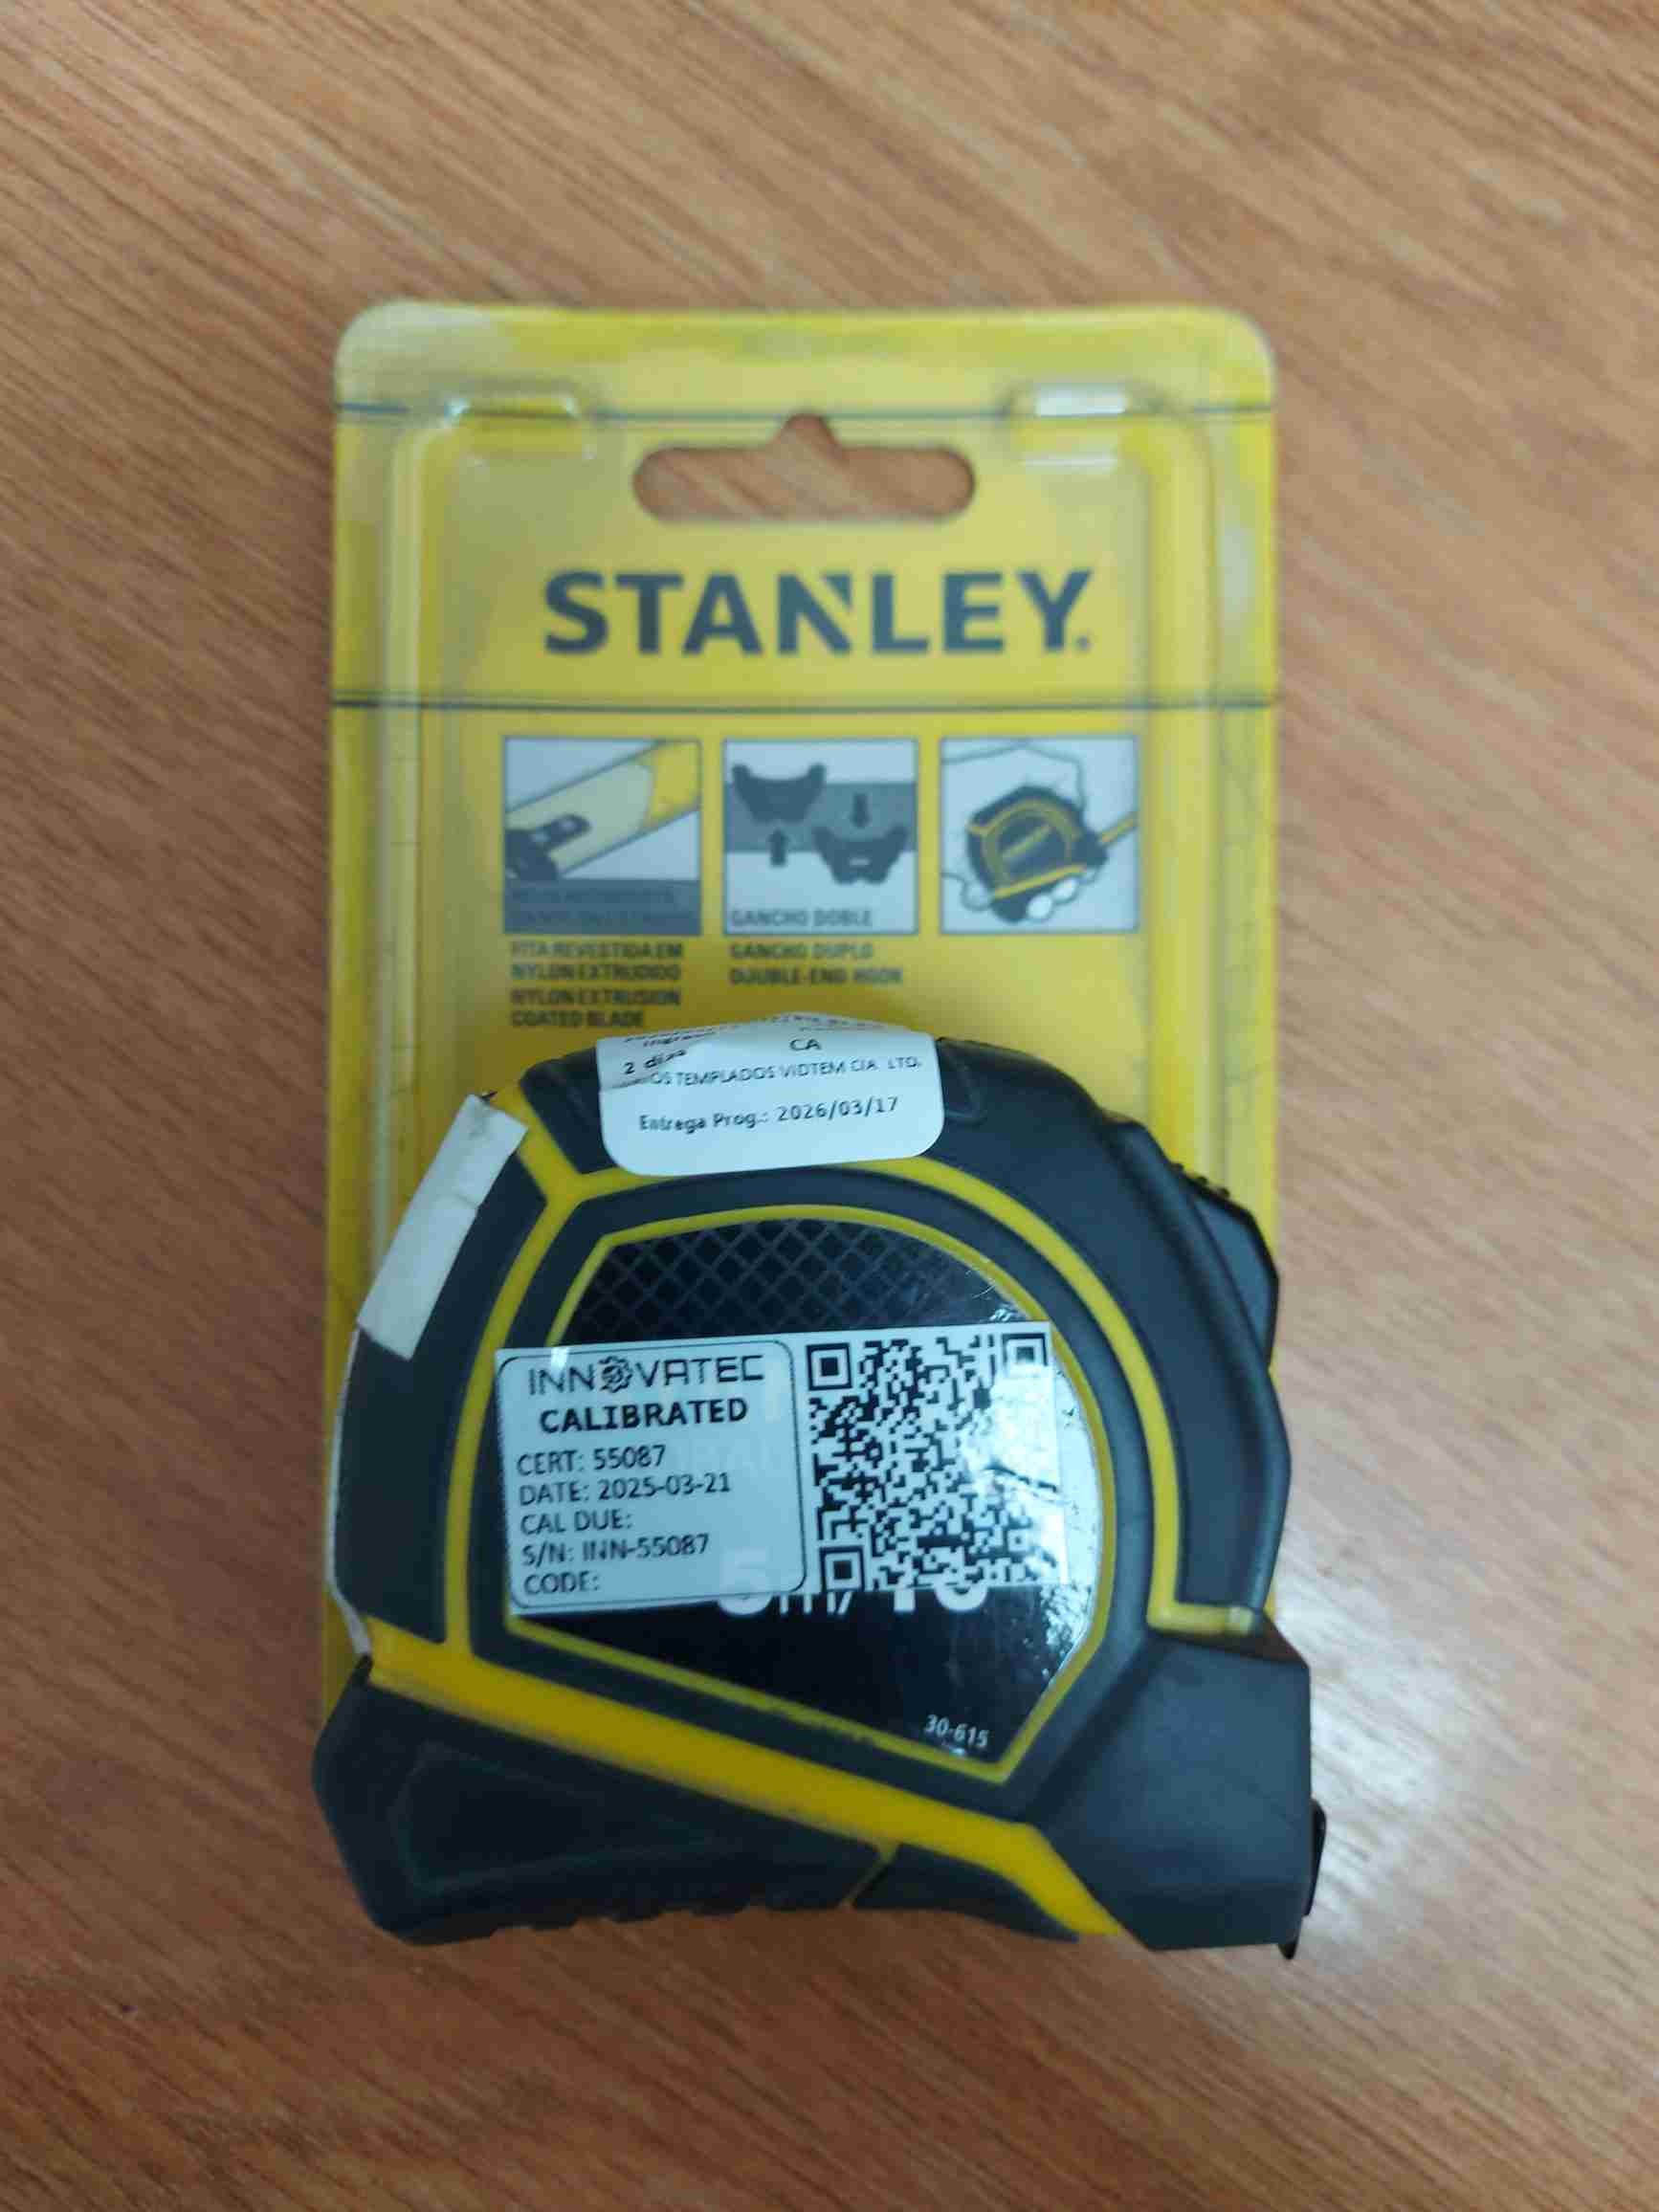 STANLEY
GANCHO DOBLE
FITA REVESTIDA EM
NYLON EXTRUDIDO
NYLON EXTRUSION
COATED BLADE
GANCHO DUPLO
DOUBLE-END HOOK
2
CA
OS TEMPLADOS VIDTEM CIA. LTD.
Entrega Prog.: 2026/03/17
INNOVATEC
CALIBRATED
CERT: 55087
DATE: 2025-03-21
CAL DUE:
S/N: INN-55087
CODE:
30-615